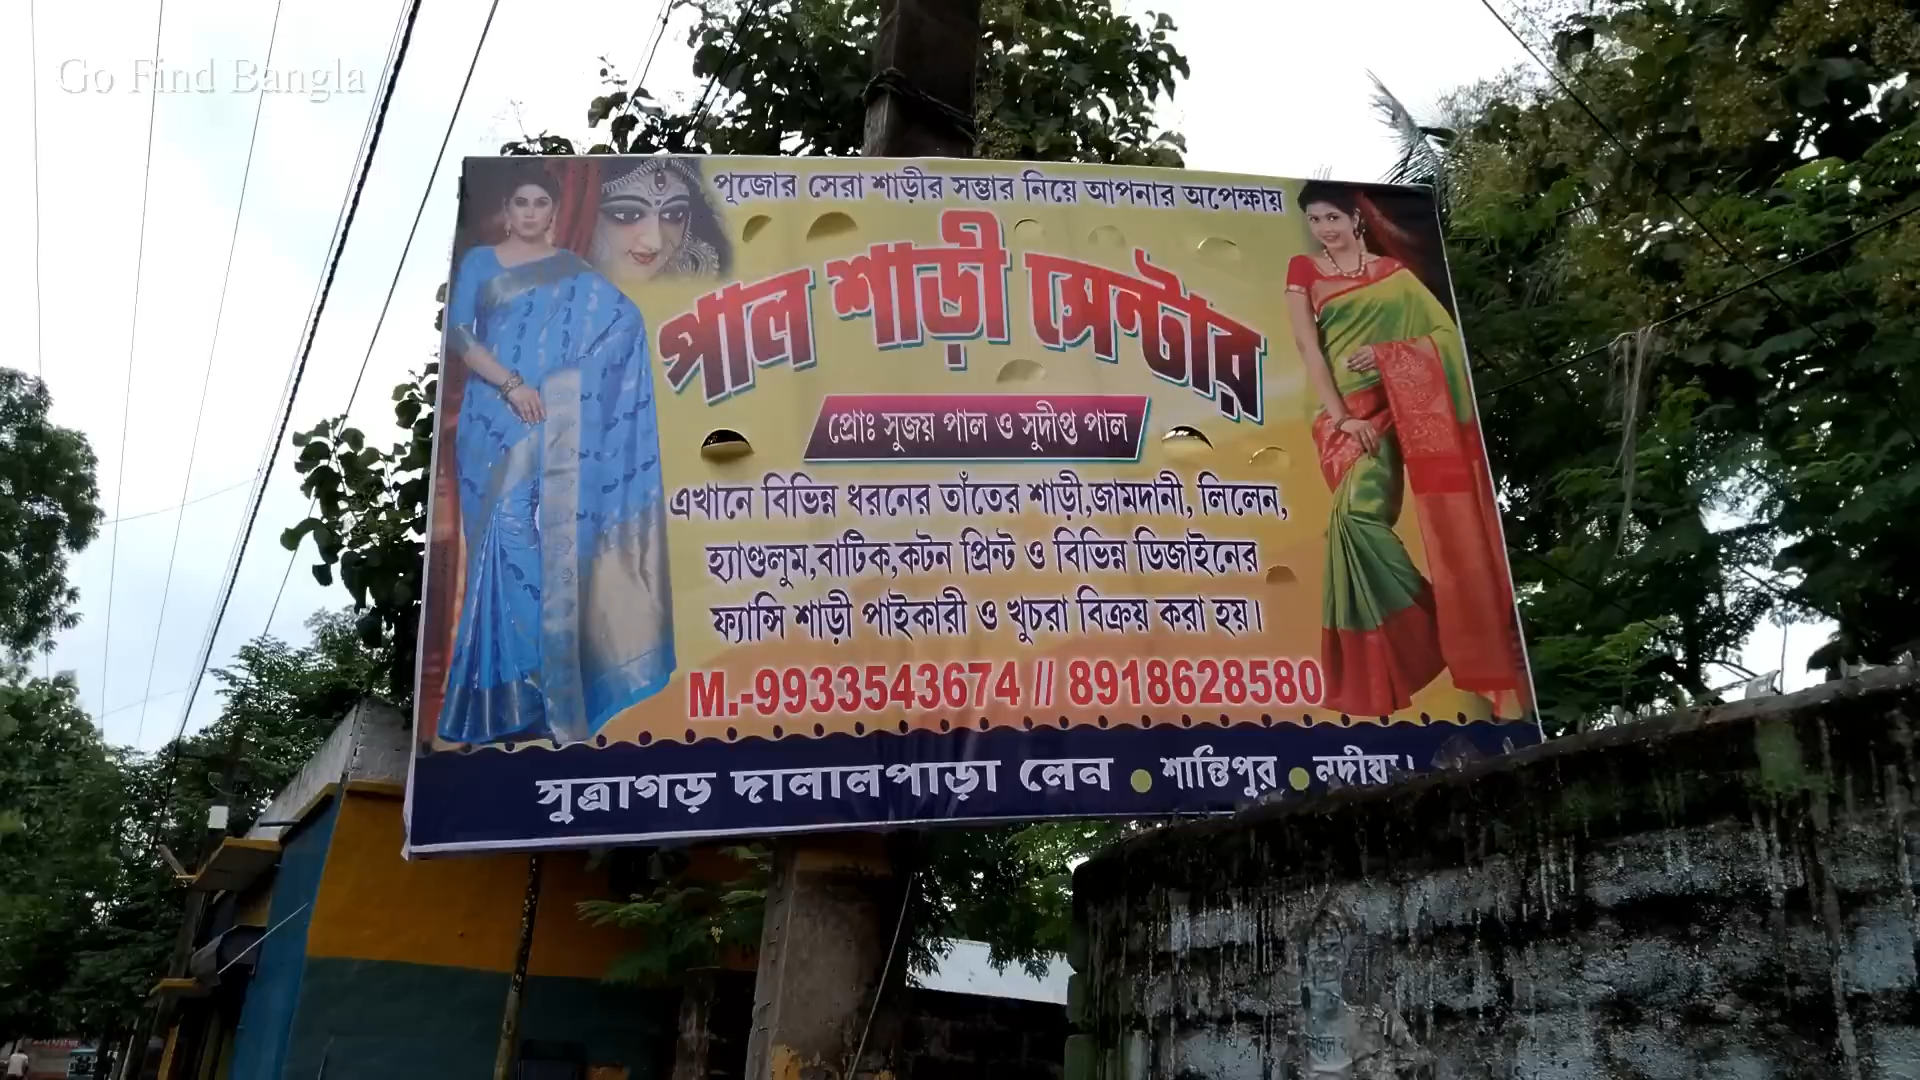 Go Find Bangla
পূজোর সেরা শাড়ীর সম্ভার নিয়ে আপনার অপেক্ষায়
পাল শাড়ী সেন্টার
প্রোঃ সুজয় পাল ও সুদীপ্ত পাল
এখানে বিভিন্ন ধরনের তাঁতের শাড়ী,জামদানী, লিলেন,
হ্যাণ্ডলুম,বাটিক,কটন প্রিন্ট ও বিভিন্ন ডিজাইনের
ফ্যান্সি শাড়ী পাইকারী ও খুচরা বিক্রয় করা হয়।
M.-9933543674 // 8918628580
সুত্রাগড় দালালপাড়া লেন ● শান্তিপুর ● নদীয়া।